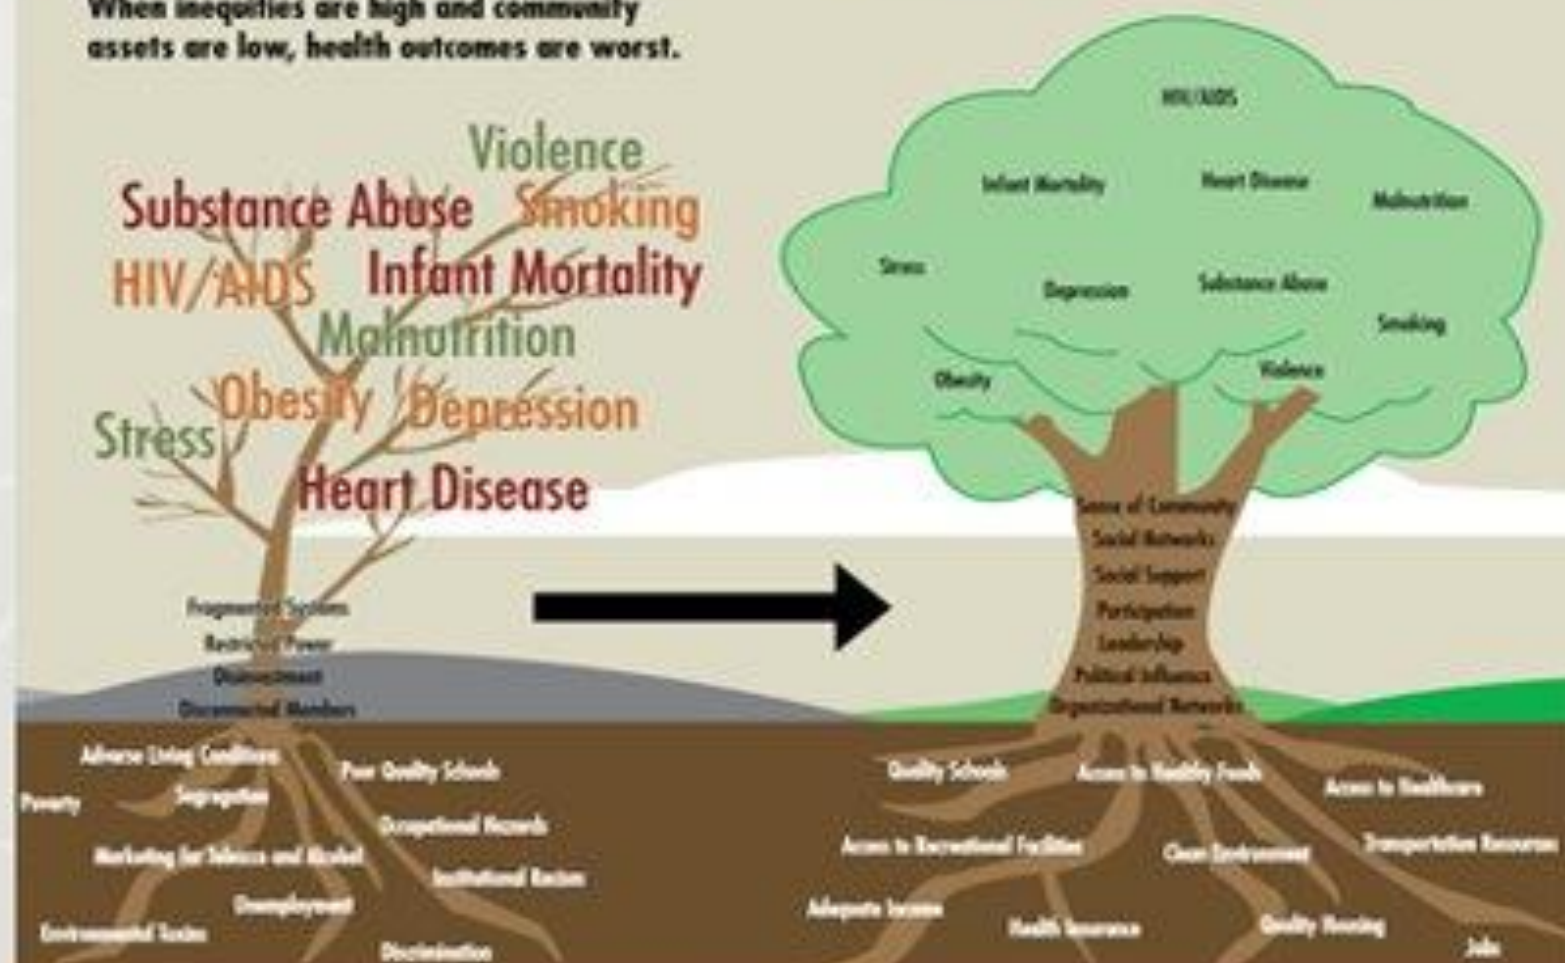 When inequities are high and community
assets are low, health outcomes are worst.
Violence
Substance Abuse
Smoking
HIV/AIDS
Infant Mortality
Malnutrition
Obesity
Depression
Stress
Heart Disease
Fragmented Systems
Restricted Power
Disinvestment
Disconnected Members
Adverse Living Conditions
Poor Quality Schools
Poverty
Segregation
Occupational Hazards
Marketing for Tobacco and Alcohol
Institutional Racism
Unemployment
Environmental Toxins
Discrimination
HIV/AIDS
Infant Mortality
Heart Disease
Malnutrition
Stress
Depression
Substance Abuse
Smoking
Obesity
Violence
Sense of Community
Social Networks
Social Support
Participation
Leadership
Political Influence
Organizational Networks
Quality Schools
Access to Healthy Foods
Access to Healthcare
Access to Recreational Facilities
Clean Environment
Transportation Resources
Adequate Income
Health Insurance
Quality Housing
Jobs